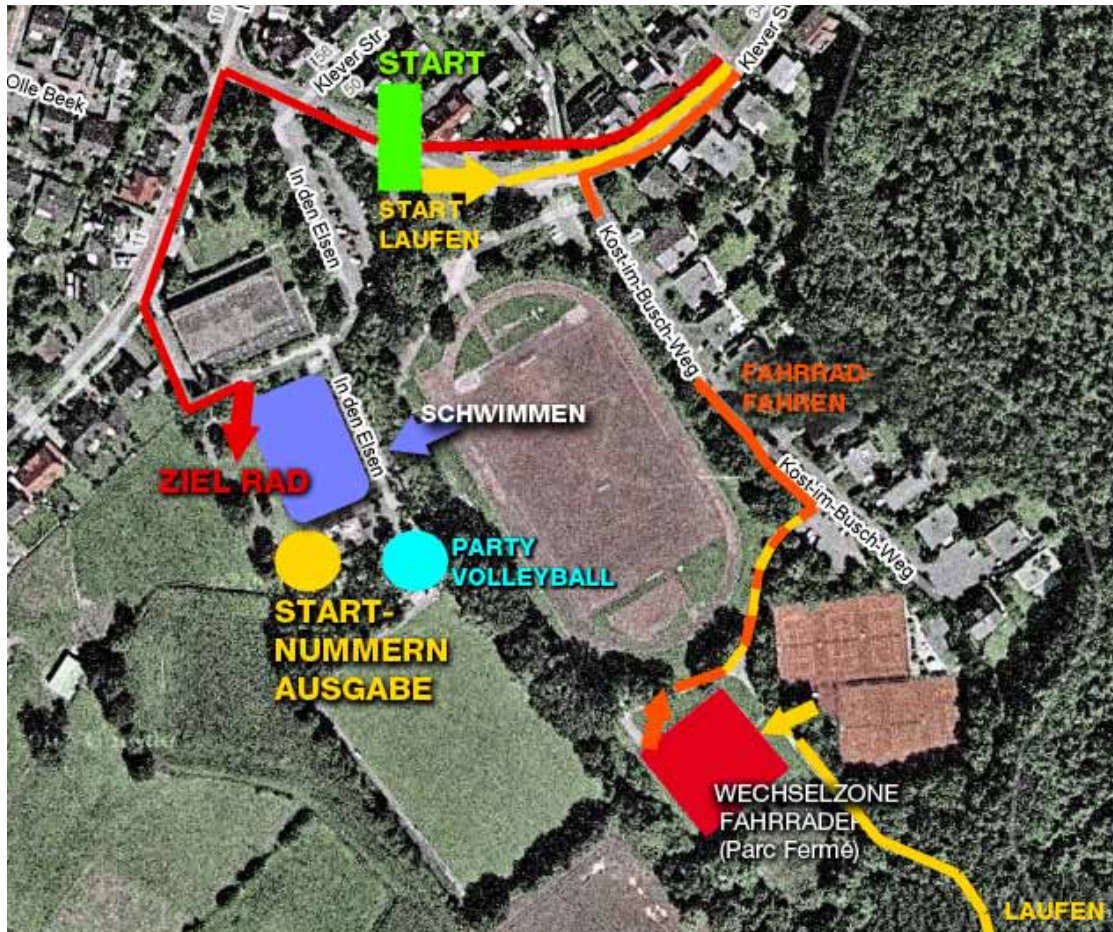 Olle Beek
Klever Str.
Klever Str.
START
START
LAUFEN
In den Elsen
Kost-im-Busch-Weg
FAHRRAD-
FAHREN
SCHWIMMEN
In den Elsen
ZIEL RAD
Kost-im-Busch-Weg
PARTY
VOLLEYBALL
START-
NUMMERN
AUSGABE
WECHSELZONE
FAHRRADER
(Parc Fermé)
LAUFEN